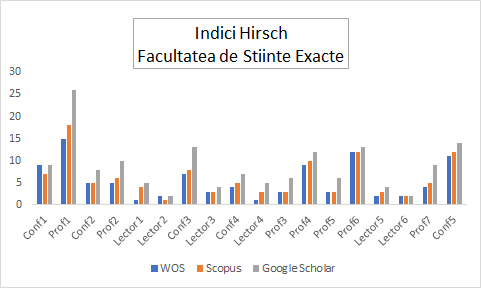 Indici Hirsch
Facultatea de Stiinte Exacte
30
25
20
15
10
5
0
Conf1 Prof1 Conf2 Prof2 Lector1 Lector2 Conf3 Lector3 Conf4 Lector4 Prof3 Prof4 Prof5 Prof6 Lector5 Lector6 Prof7 Conf5
WOS Scopus Google Scholar